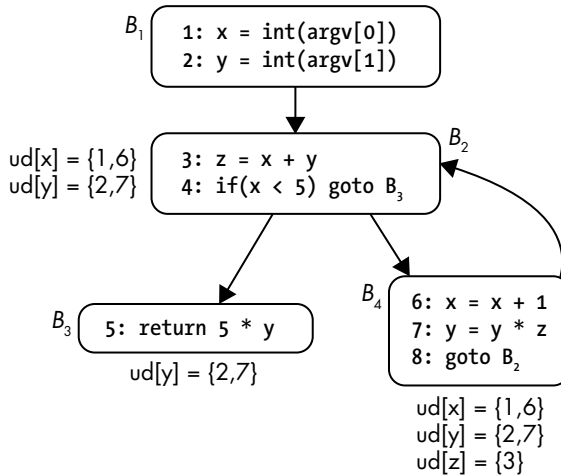 B₁
1: x = int(argv[0])
2: y = int(argv[1])
ud[x] = {1,6}
ud[y] = {2,7}
3: z = x + y
4: if(x < 5) goto B₃
B₂
B₃
5: return 5 * y
ud[y] = {2,7}
B₄
6: x = x + 1
7: y = y * z
8: goto B₂
ud[x] = {1,6}
ud[y] = {2,7}
ud[z] = {3}